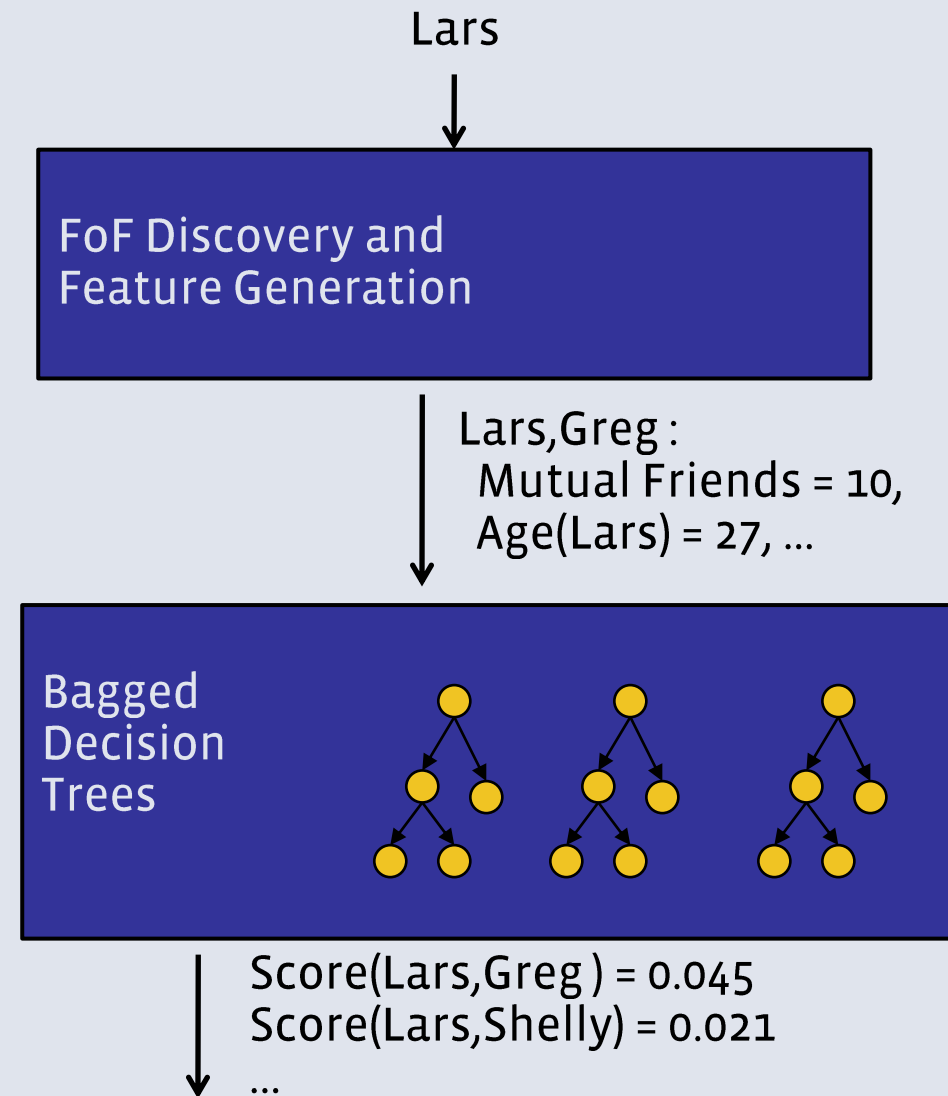 Lars
FoF Discovery and
Feature Generation
Lars,Greg :
Mutual Friends = 10,
Age(Lars) = 27, ...
Bagged
Decision
Trees
Score(Lars,Greg ) = 0.045
Score(Lars,Shelly) = 0.021
...